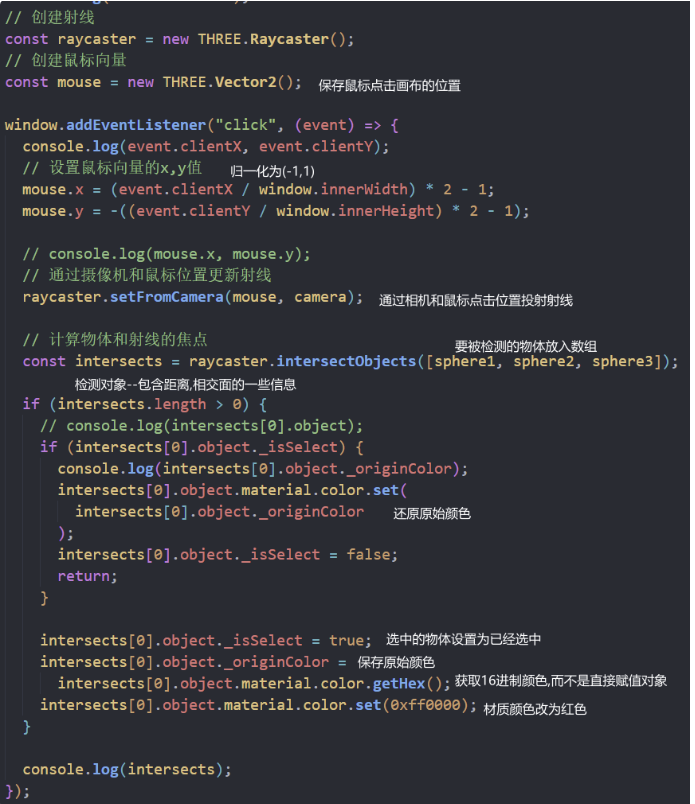 // 创建射线
const raycaster = new THREE.Raycaster();
// 创建鼠标向量
const mouse = new THREE.Vector2(); 保存鼠标点击画布的位置
window.addEventListener("click", (event) => {
console.log(event.clientX, event.clientY);
// 设置鼠标向量的x,y值 归一化为(-1,1)
mouse.x = (event.clientX / window.innerWidth) * 2 - 1;
mouse.y = -((event.clientY / window.innerHeight) * 2 - 1);
// console.log(mouse.x, mouse.y);
// 通过摄像机和鼠标位置更新射线
raycaster.setFromCamera(mouse, camera); 通过相机和鼠标点击位置投射射线
// 计算物体和射线的焦点
要被检测的物体放入数组
const intersects = raycaster.intersectObjects([sphere1, sphere2, sphere3]);
检测对象--包含距离,相交面的一些信息
if (intersects.length > 0) {
// console.log(intersects[0].object);
if (intersects[0].object._isSelect) {
console.log(intersects[0].object._originColor);
intersects[0].object.material.color.set(
intersects[0].object._originColor 还原原始颜色
);
intersects[0].object._isSelect = false;
return;
}
intersects[0].object._isSelect = true; 选中的物体设置为已经选中
intersects[0].object._originColor = 保存原始颜色
intersects[0].object.material.color.getHex(); 获取16进制颜色,而不是直接赋值对象
intersects[0].object.material.color.set(0xff0000); 材质颜色改为红色
}
console.log(intersects);
});